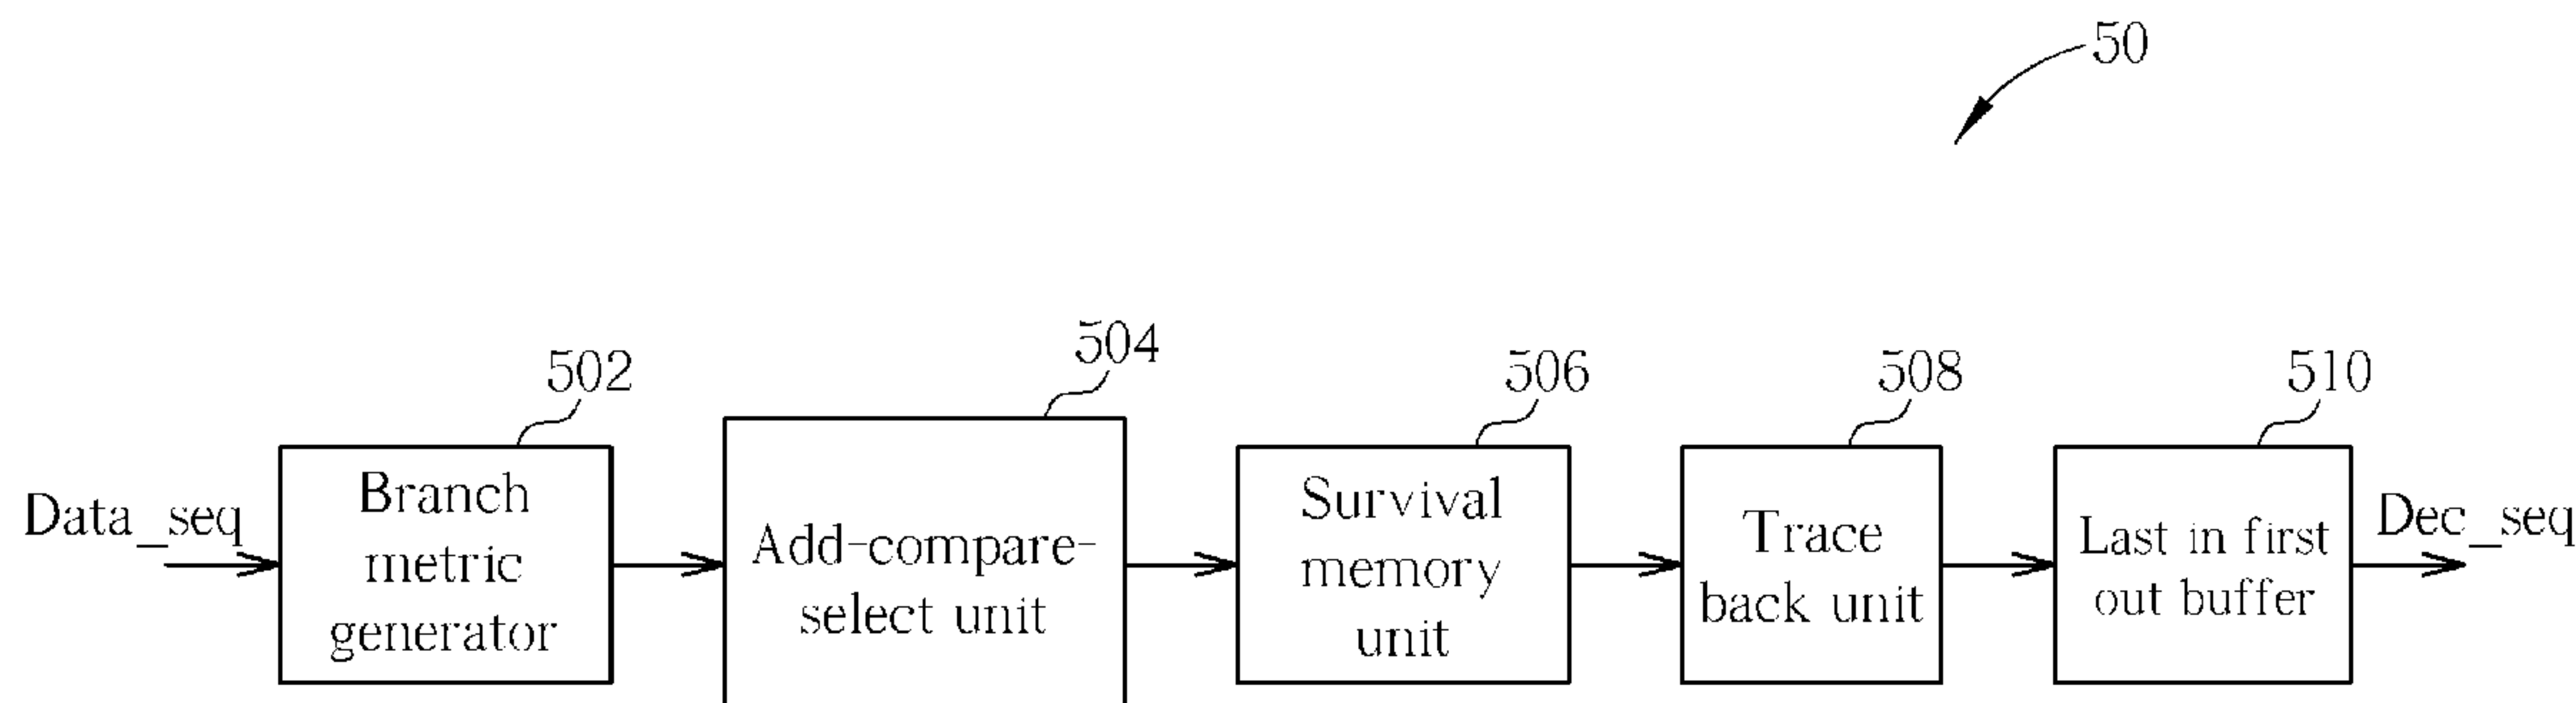 50
502
504
506
508
510
Data_seq
Branch
metric
generator
Add-compare-
select unit
Survival
memory
unit
Trace
back unit
Last in first
out buffer
Dec_seq